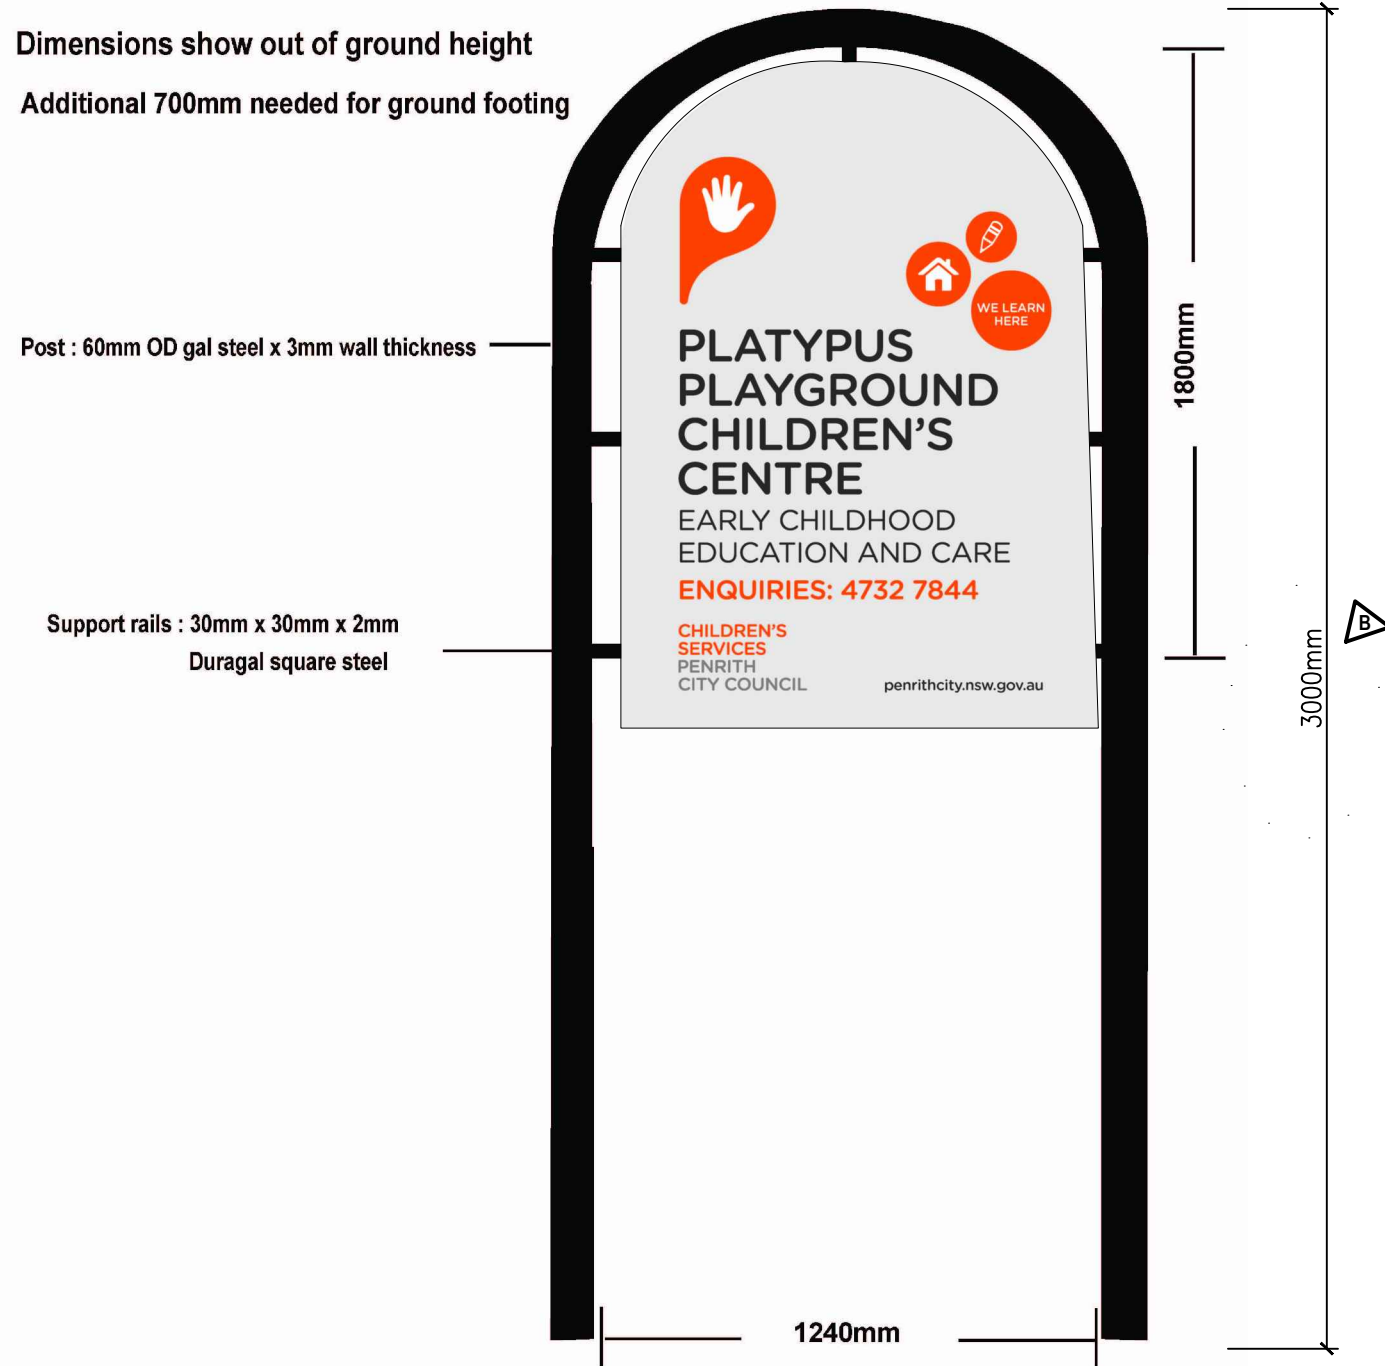 Dimensions show out of ground height
Additional 700mm needed for ground footing
Post : 60mm OD gal steel x 3mm wall thickness
Support rails : 30mm x 30mm x 2mm
Duragal square steel
WE LEARN
HERE
PLATYPUS
PLAYGROUND
CHILDREN'S
CENTRE
EARLY CHILDHOOD
EDUCATION AND CARE
ENQUIRIES: 4732 7844
CHILDREN'S
SERVICES
PENRITH
CITY COUNCIL
penrithcity.nsw.gov.au
1800mm
3000mm
B
1240mm